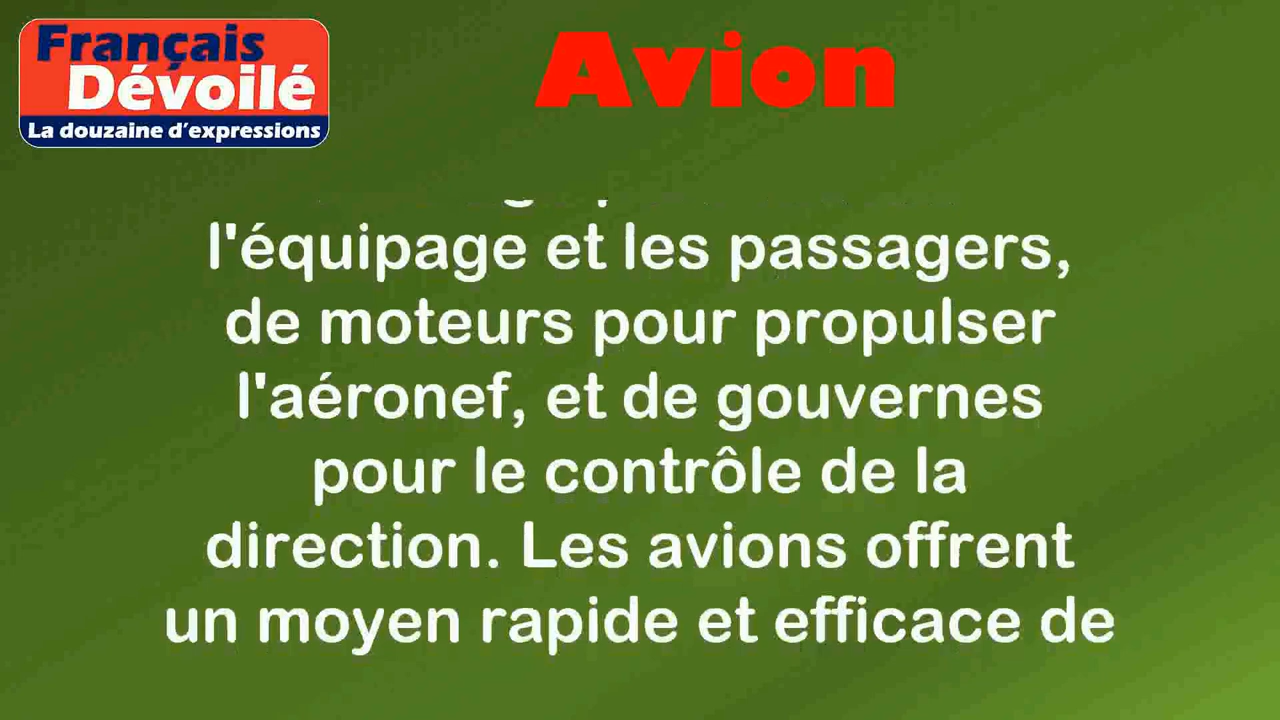 Français
Dévoilé
La douzaine d'expressions
Avion
l'équipage et les passagers,
de moteurs pour propulser
l'aéronef, et de gouvernes
pour le contrôle de la
direction. Les avions offrent
un moyen rapide et efficace de